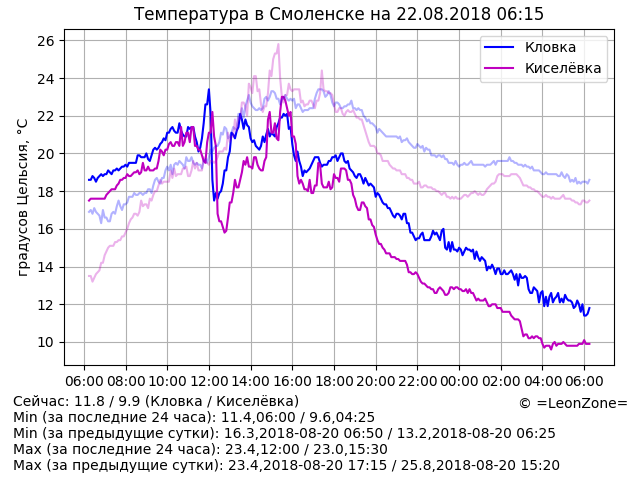 Температура в Смоленске на 22.08.2018 06:15
градусов Цельсия, °С
26
24
22
20
18
16
14
12
10
Кловка
Киселёвка
06:00 08:00 10:00 12:00 14:00 16:00 18:00 20:00 22:00 00:00 02:00 04:00 06:00
Сейчас: 11.8 / 9.9 (Кловка / Киселёвка)
© =LeonZone=
Min (за последние 24 часа): 11.4,06:00 / 9.6,04:25
Min (за предыдущие сутки): 16.3,2018-08-20 06:50 / 13.2,2018-08-20 06:25
Max (за последние 24 часа): 23.4,12:00 / 23.0,15:30
Max (за предыдущие сутки): 23.4,2018-08-20 17:15 / 25.8,2018-08-20 15:20